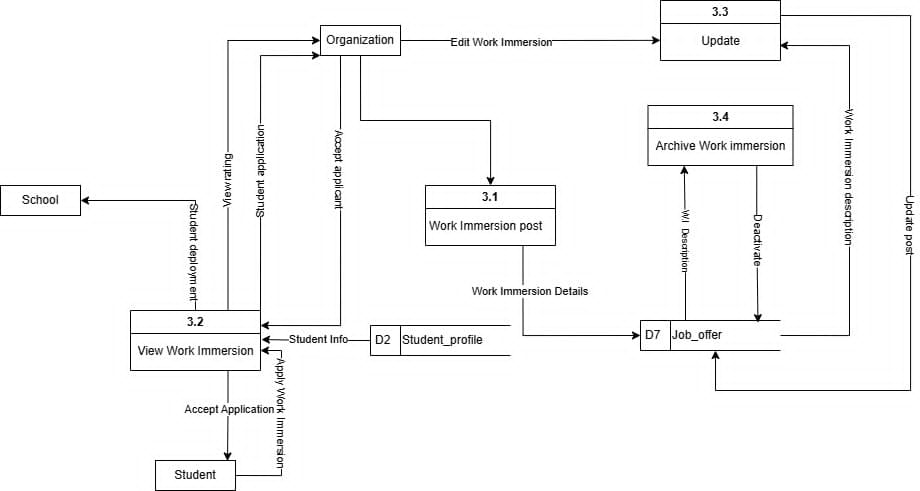 3.3
Update
Organization
Edit Work Immersion
3.4
Archive Work immersion
Work Immersion description
Update post
View rating
Student application
Accept applicant
School
Student deployment
3.1
Work Immersion post
W.I Description
Deactivate
Work Immersion Details
3.2
View Work Immersion
Student Info
D2 Student_profile
D7 Job_offer
Accept Application
Apply Work Immersion
Student